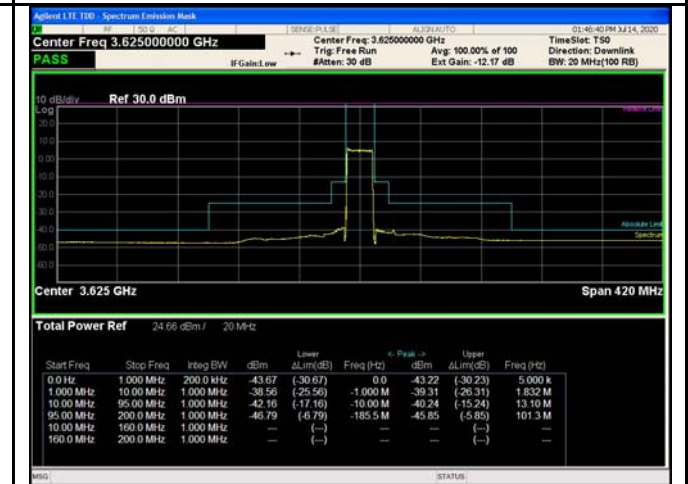 Agilent LTE TDD - Spectrum Emission Mask
RF 50 Ω AC SENSE:PULSE ALIGN AUTO 01:46:40 PM Jul 14, 2020
Center Freq 3.625000000 GHz Center Freq: 3.625000000 GHz TimeSlot: TS0
Trig: Free Run Avg: 100.00% of 100 Direction: Downlink
PASS IFGain:Low #Atten: 30 dB Ext Gain: -12.17 dB BW: 20 MHz(100 RB)
10 dB/div Ref 30.0 dBm
Log
Relative Limit
20.0
10.0
0.00
10.0
20.0
30.0
Absolute Limit
40.0
Spectrum
50.0
60.0
Center 3.625 GHz Span 420 MHz
Total Power Ref 24.66 dBm / 20 MHz
Lower <- Peak -> Upper
Start Freq Stop Freq Integ BW dBm ΔLim(dB) Freq (Hz) dBm ΔLim(dB) Freq (Hz)
0.0 Hz 1.000 MHz 200.0 kHz -43.67 (-30.67) 0.0 -43.22 (-30.23) 5.000 k
1.000 MHz 10.00 MHz 1.000 MHz -38.56 (-25.56) -1.000 M -39.31 (-26.31) 1.832 M
10.00 MHz 95.00 MHz 1.000 MHz -42.16 (-17.16) -10.00 M -40.24 (-15.24) 13.10 M
95.00 MHz 200.0 MHz 1.000 MHz -46.79 (-6.79) -185.5 M -45.85 (-5.85) 101.3 M
10.00 MHz 160.0 MHz 1.000 MHz --- (---) --- --- (---) ---
160.0 MHz 200.0 MHz 1.000 MHz --- (---) --- --- (---) ---
MSG STATUS